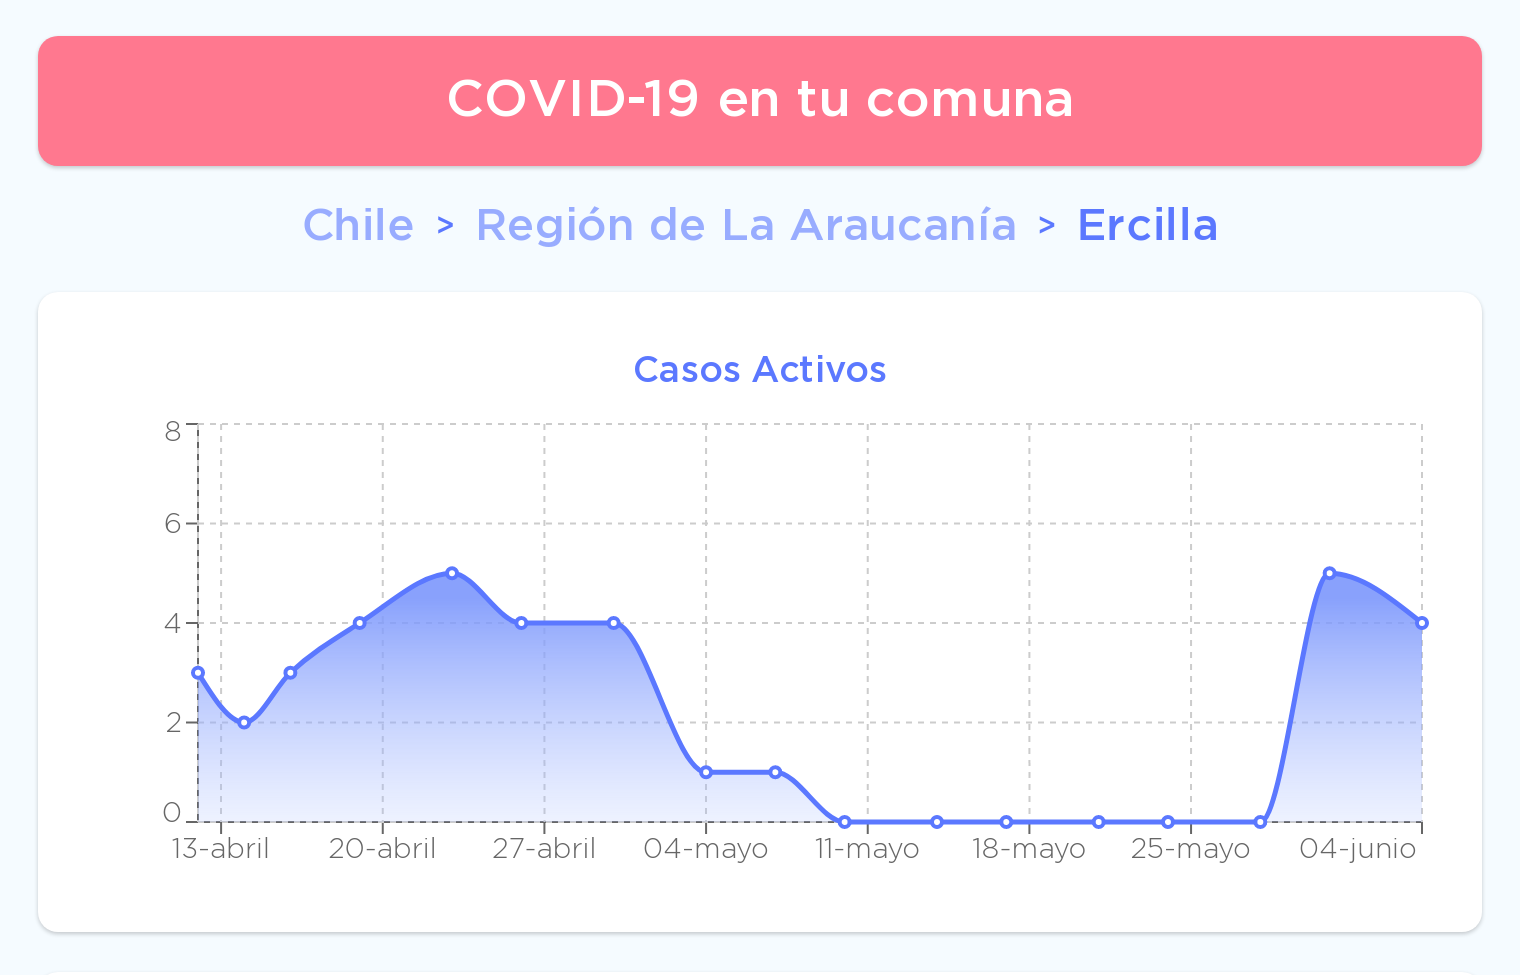 COVID-19 en tu comuna
Chile > Región de La Araucanía > Ercilla
Casos Activos
8
6
4
2
0
13-abril 20-abril 27-abril 04-mayo 11-mayo 18-mayo 25-mayo 04-junio